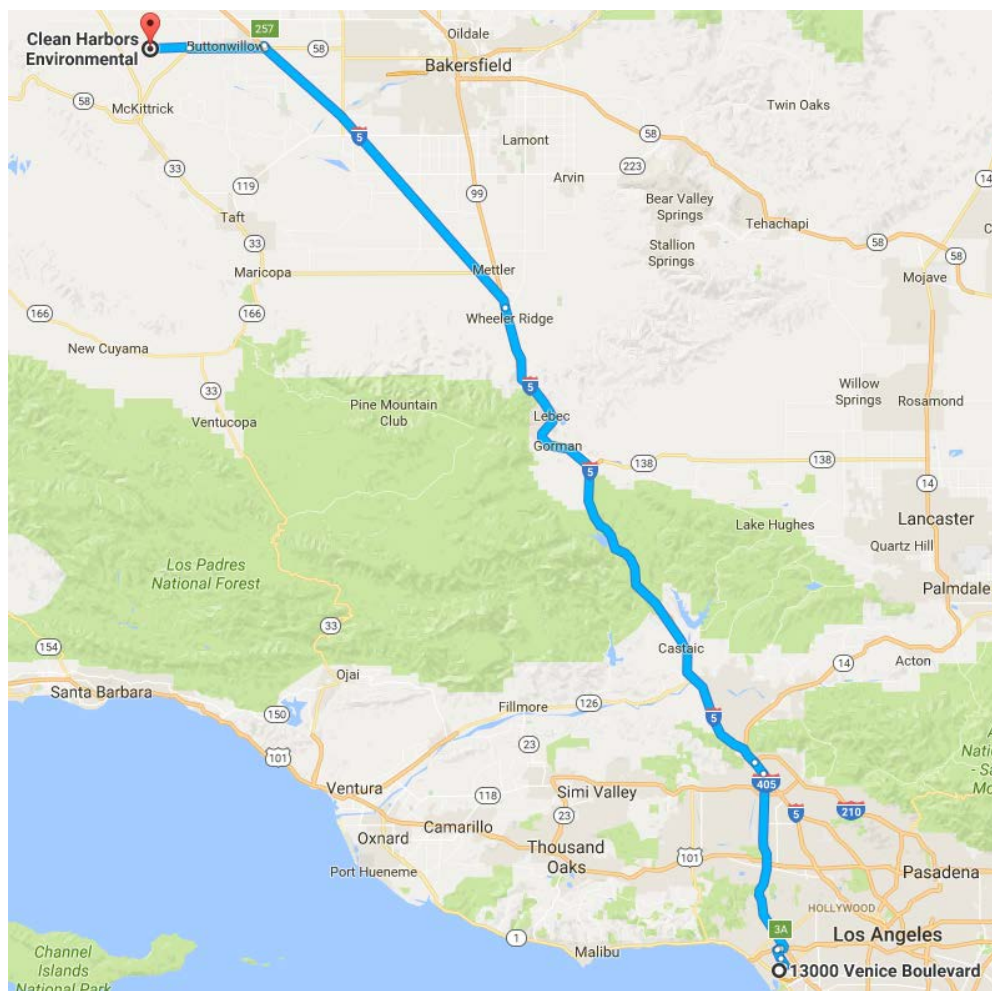 257
Oildale
Clean Harbors
Environmental
Buttonwillow
58
58
Bakersfield
58
McKittrick
5
Twin Oaks
58
Lamont
33
119
99
Arvin
223
14
Bear Valley
Springs
Taft
Tehachapi
Stallion
Springs
58
58
33
Maricopa
Mettler
Mojave
166
166
Wheeler Ridge
New Cuyama
33
5
Willow
Springs
Rosamond
Pine Mountain
Club
Ventucopa
Lebec
Gorman
138
138
5
14
Lake Hughes
Lancaster
Quartz Hill
Los Padres
National Forest
Palmdale
33
154
Castaic
Ojai
14
Acton
Santa Barbara
Fillmore
126
150
5
23
101
405
Ventura
118
Simi Valley
5
210
23
Oxnard
Camarillo
Thousand
Oaks
101
Port Hueneme
Pasadena
HOLLYWOOD
3A
1
Malibu
Los Angeles
Channel
Islands
National Park
13000 Venice Boulevard